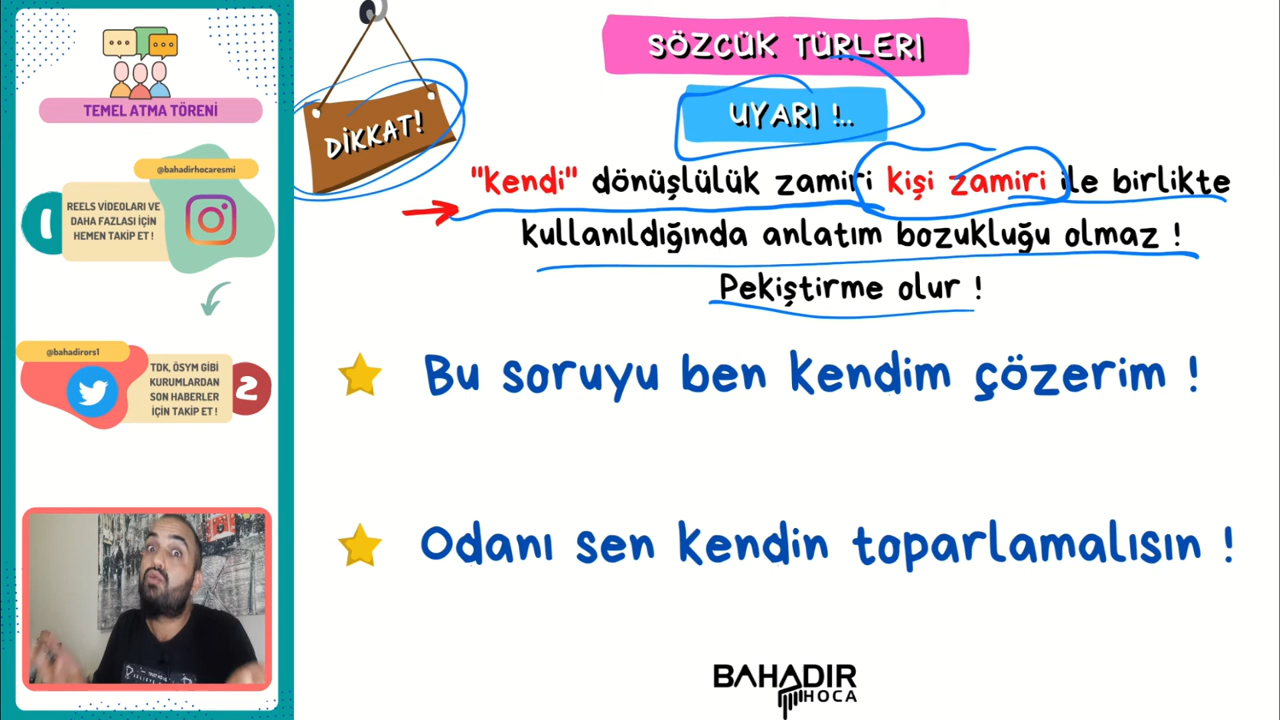 TEMEL ATMA TÖRENİ
@bahadirhocaresmi
1
REELS VİDEOLARI VE
DAHA FAZLASI İÇİN
HEMEN TAKİP ET !
@bahadirors1
TDK, ÖSYM GİBİ
KURUMLARDAN
SON HABERLER
İÇİN TAKİP ET !
2
DİKKAT!
SÖZCÜK TÜRLERI
UYARI !..
"kendi" dönüşlülük zamiri kişi zamiri ile birlikte
kullanıldığında anlatım bozukluğu olmaz !
Pekiştirme olur !
Bu soruyu ben kendim çözerim !
Odanı sen kendin toparlamalısın !
BAHADIR
HOCA